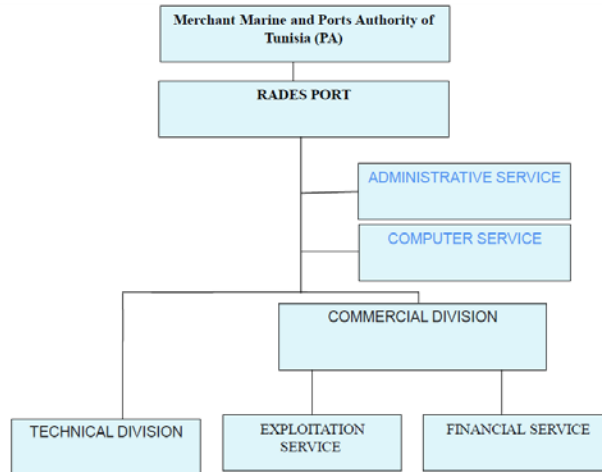 Merchant Marine and Ports Authority of
Tunisia (PA)
RADES PORT
ADMINISTRATIVE SERVICE
COMPUTER SERVICE
COMMERCIAL DIVISION
TECHNICAL DIVISION
EXPLOITATION
SERVICE
FINANCIAL SERVICE